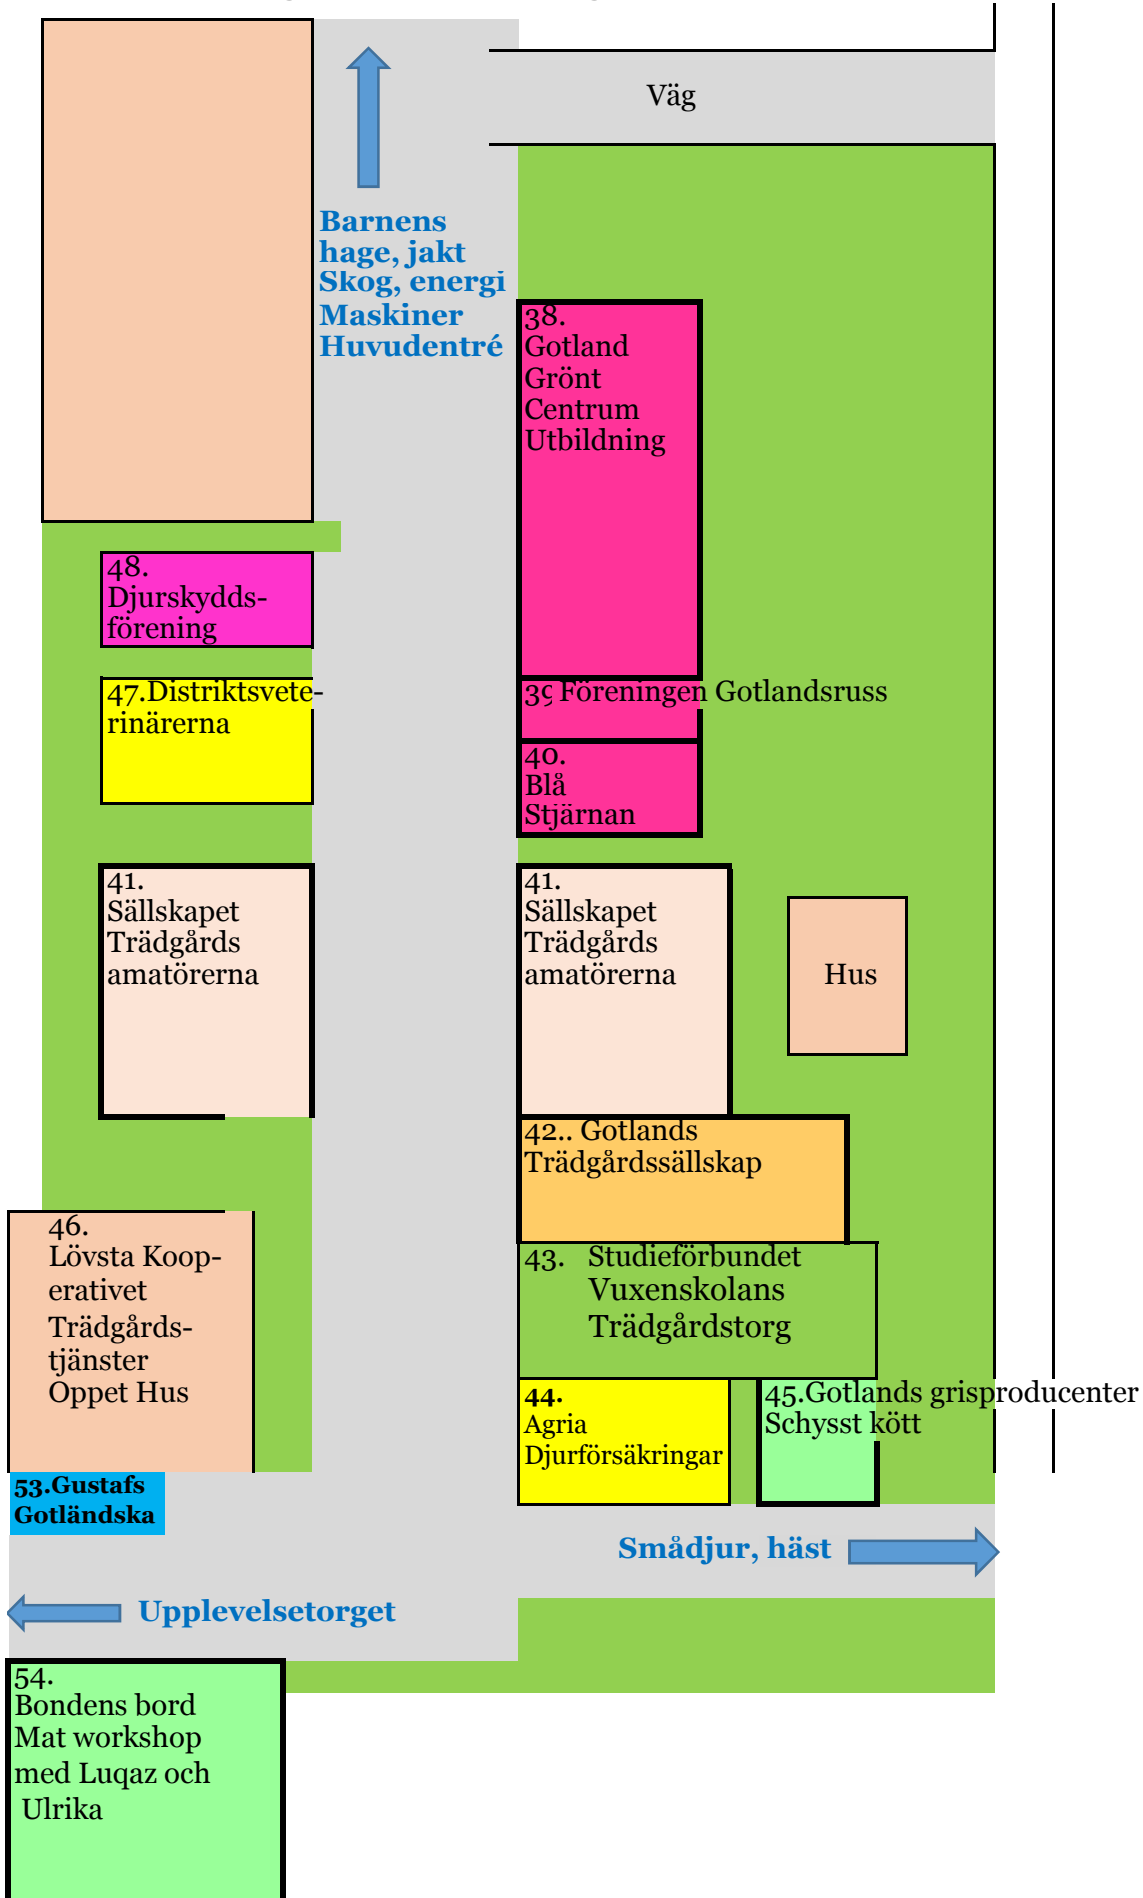 Väg
Barnens
hage, jakt
Skog, energi
Maskiner
Huvudentré
38.
Gotland
Grönt
Centrum
Utbildning
48.
Djurskydds-
förening
47.Distriktsvete-
rinärerna
39 Föreningen Gotlandsruss
40.
Blå
Stjärnan
41.
Sällskapet
Trädgårds
amatörerna
41.
Sällskapet
Trädgårds
amatörerna
Hus
42.. Gotlands
Trädgårdssällskap
46.
Lövsta Koop-
erativet
Trädgårds-
tjänster
Oppet Hus
43. Studieförbundet
Vuxenskolans
Trädgårdstorg
44.
Agria
Djurförsäkringar
45.Gotlands grisproducenter
Schysst kött
53.Gustafs
Gotländska
Smådjur, häst
Upplevelsetorget
54.
Bondens bord
Mat workshop
med Luqaz och
Ulrika